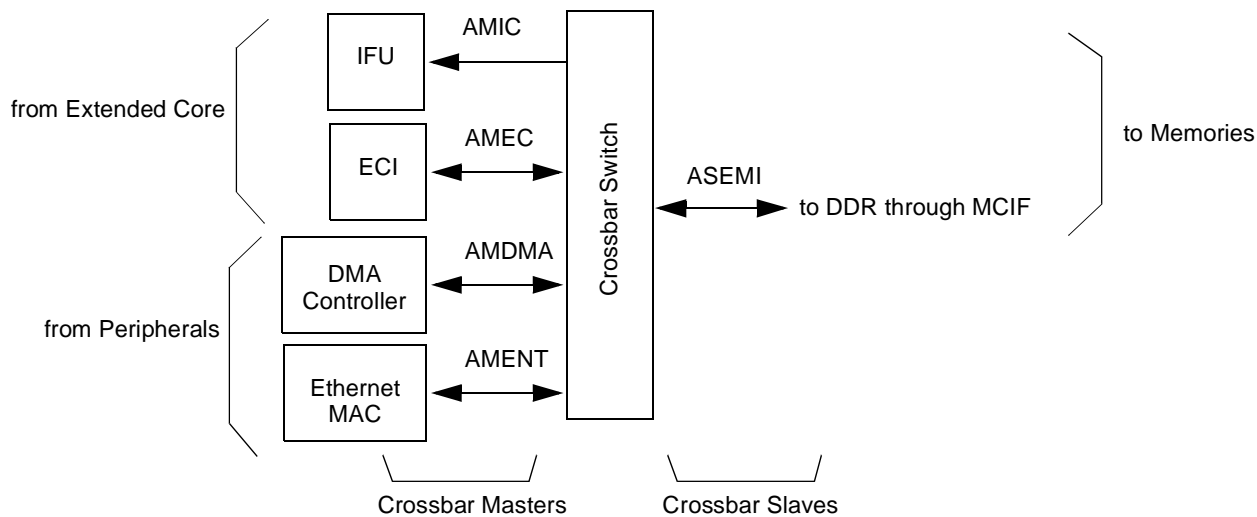 AMIC
IFU
from Extended Core
AMEC
ECI
to Memories
ASEMI
to DDR through MCIF
Crossbar Switch
AMDMA
DMA
Controller
from Peripherals
AMENT
Ethernet
MAC
Crossbar Masters
Crossbar Slaves